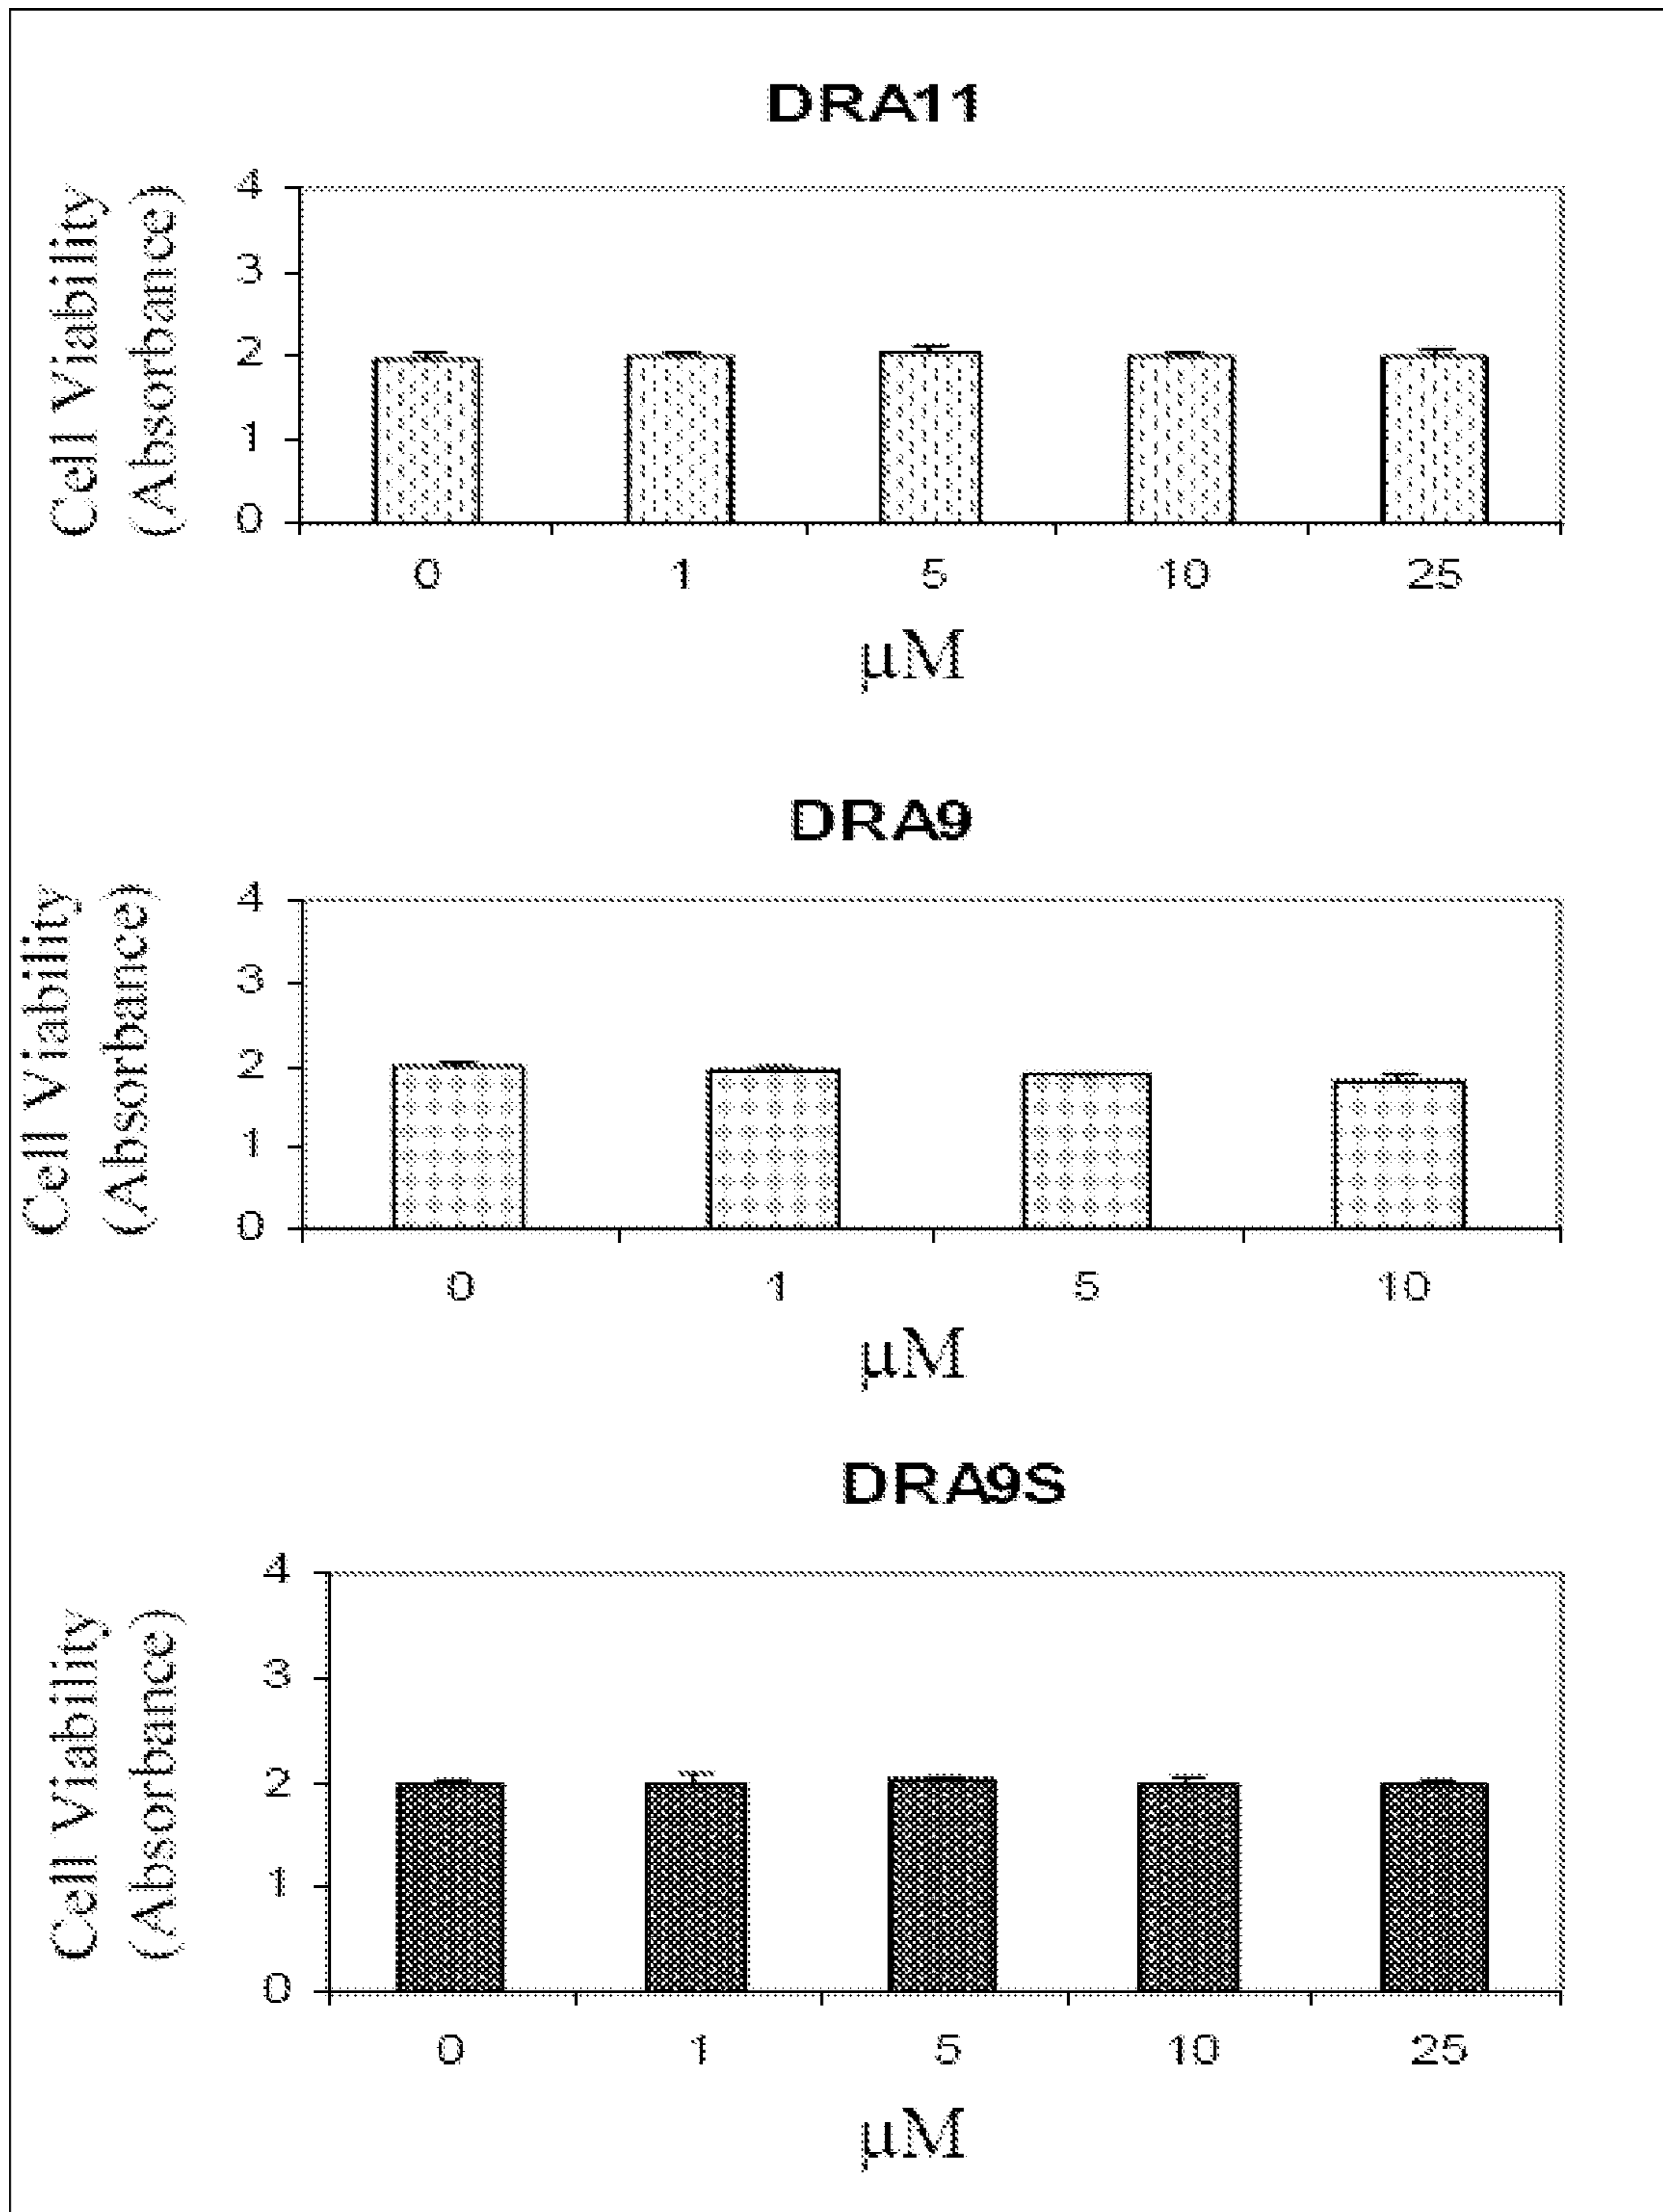 DRA11
Cell Viability
(Absorbance)
4
3
2
1
0
0 1 5 10 25
µM
DRA9
Cell Viability
(Absorbance)
4
3
2
1
0
0 1 5 10
µM
DRA9S
Cell Viability
(Absorbance)
4
3
2
1
0
0 1 5 10 25
µM